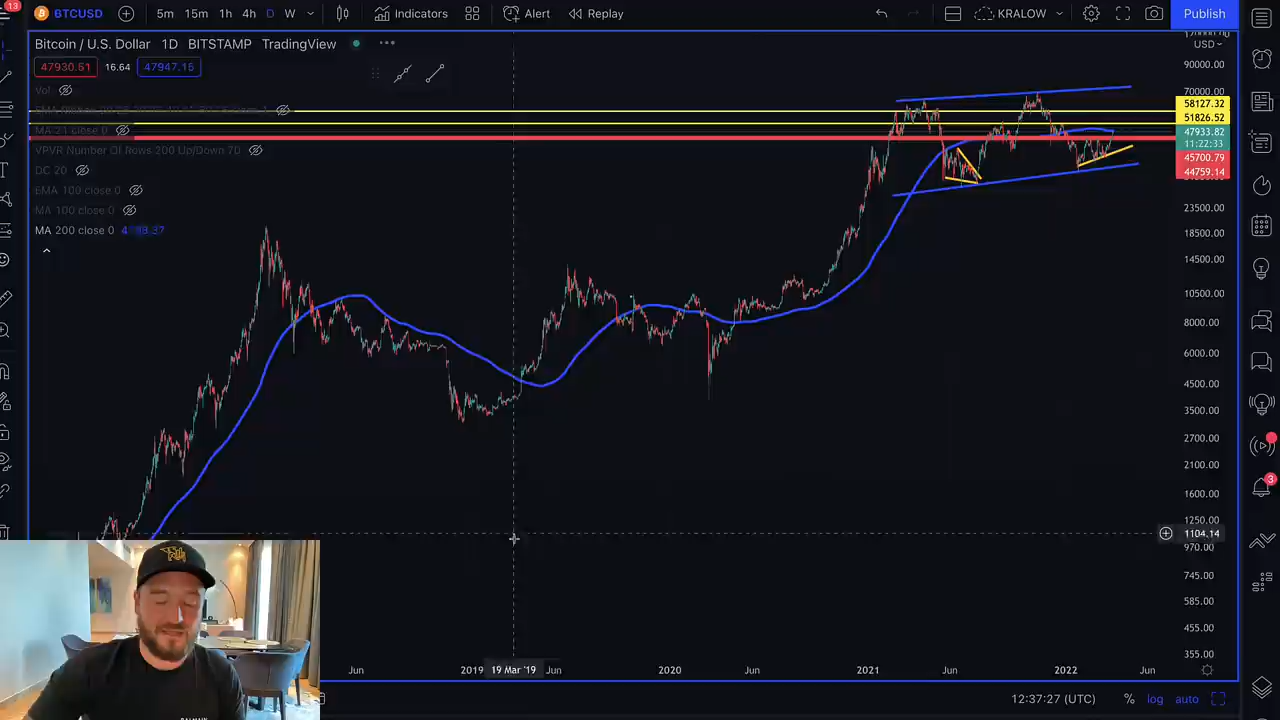 13
BTCUSD 5m 15m 1h 4h D W Indicators Alert Replay KRALOW Publish
Bitcoin / U.S. Dollar 1D BITSTAMP TradingView
47930.51 16.64 47947.15
Vol
MA 21 close 0
VPVR Number Of Rows 200 Up/Down 70
DC 20
EMA 100 close 0
MA 100 close 0
MA 200 close 0
USD
90000.00
70000.00
58127.32
51826.52
47933.82
11:22:33
45700.79
44759.14
23500.00
18500.00
14500.00
10500.00
8000.00
6000.00
4500.00
3500.00
2700.00
2100.00
1600.00
1250.00
1104.14
970.00
745.00
585.00
455.00
355.00
3
Jun 2019 19 Mar '19 Jun 2020 Jun 2021 Jun 2022 Jun
12:37:27 (UTC) % log auto
BALMAIN